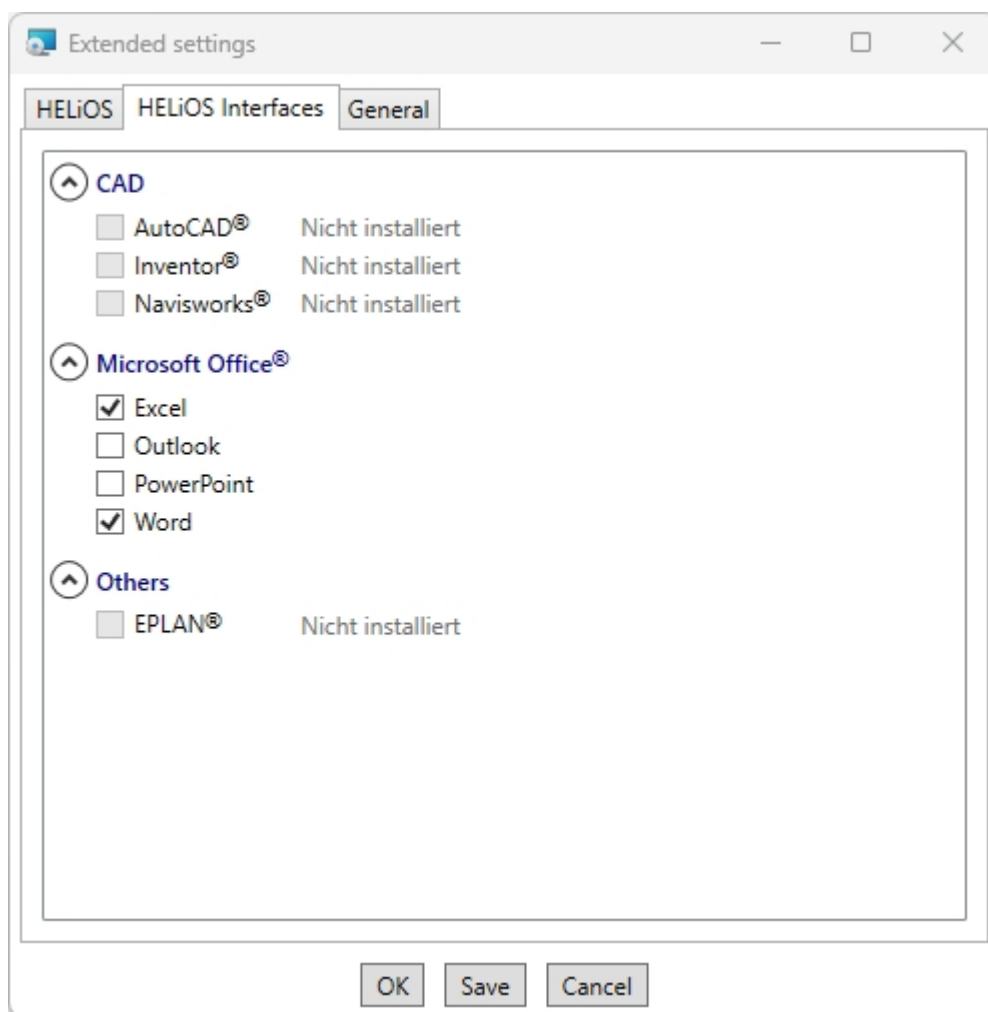 Extended settings
HELiOS HELiOS Interfaces General
CAD
AutoCAD® Nicht installiert
Inventor® Nicht installiert
Navisworks® Nicht installiert
Microsoft Office®
Excel
Outlook
PowerPoint
Word
Others
EPLAN® Nicht installiert
OK Save Cancel